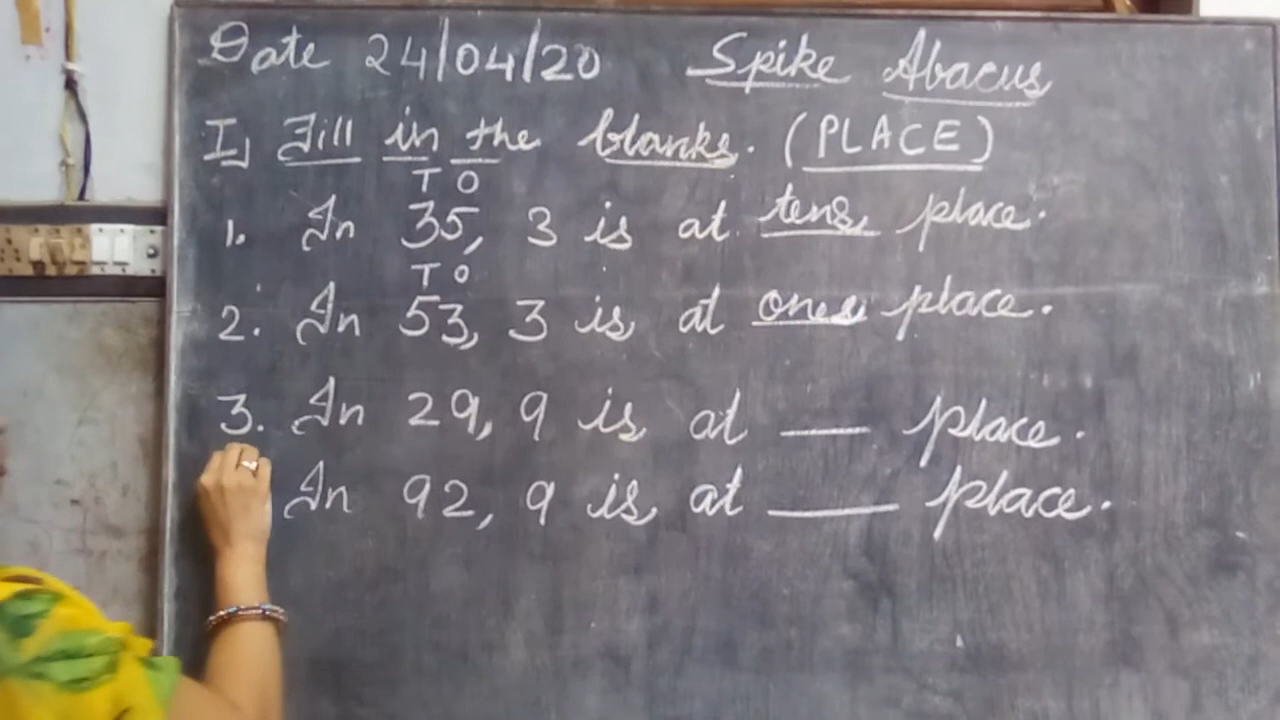 Date 24/04/20 Spike Abacus
I, Fill in the blanks. (PLACE)
T O
1. In 35, 3 is at tens place.
T O
2. In 53, 3 is at ones place.
3. In 29, 9 is at ___ place.
In 92, 9 is at ___ place.